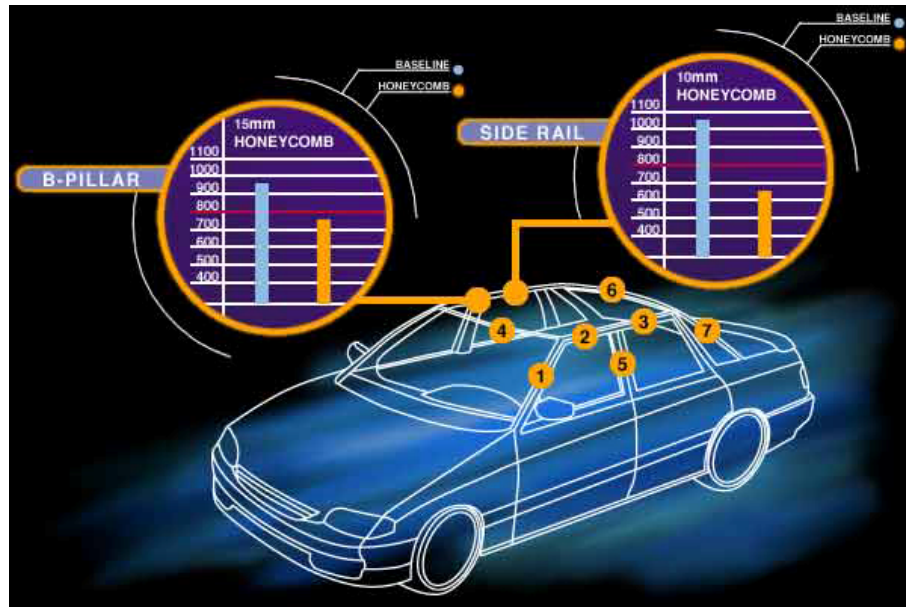 BASELINE
HONEYCOMB
BASELINE
HONEYCOMB
B-PILLAR
15mm
HONEYCOMB
1100
1000
900
800
700
600
500
400
SIDE RAIL
10mm
HONEYCOMB
1100
1000
900
800
700
600
500
400
6
3
4
2
7
5
1